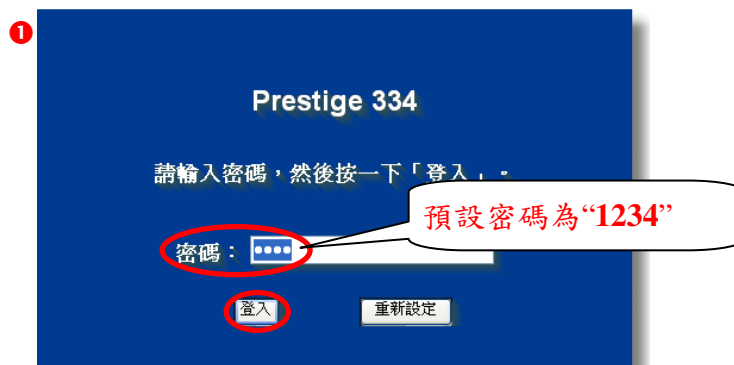 ❶
Prestige 334
請輸入密碼，然後按一下「登入」。
預設密碼為“1234”
密碼：
登入 重新設定